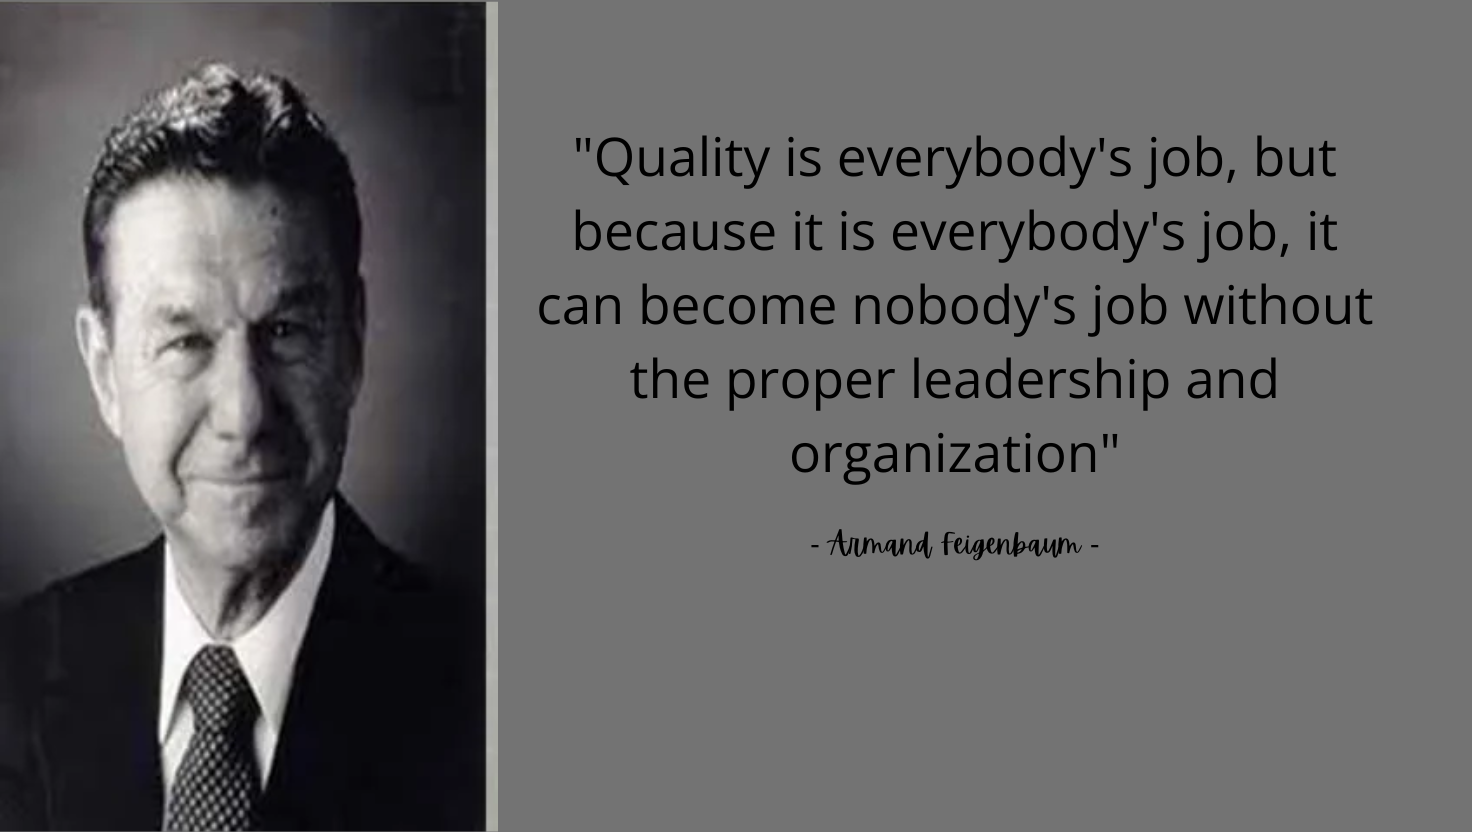 "Quality is everybody's job, but
because it is everybody's job, it
can become nobody's job without
the proper leadership and
organization"
- Armand Feigenbaum -